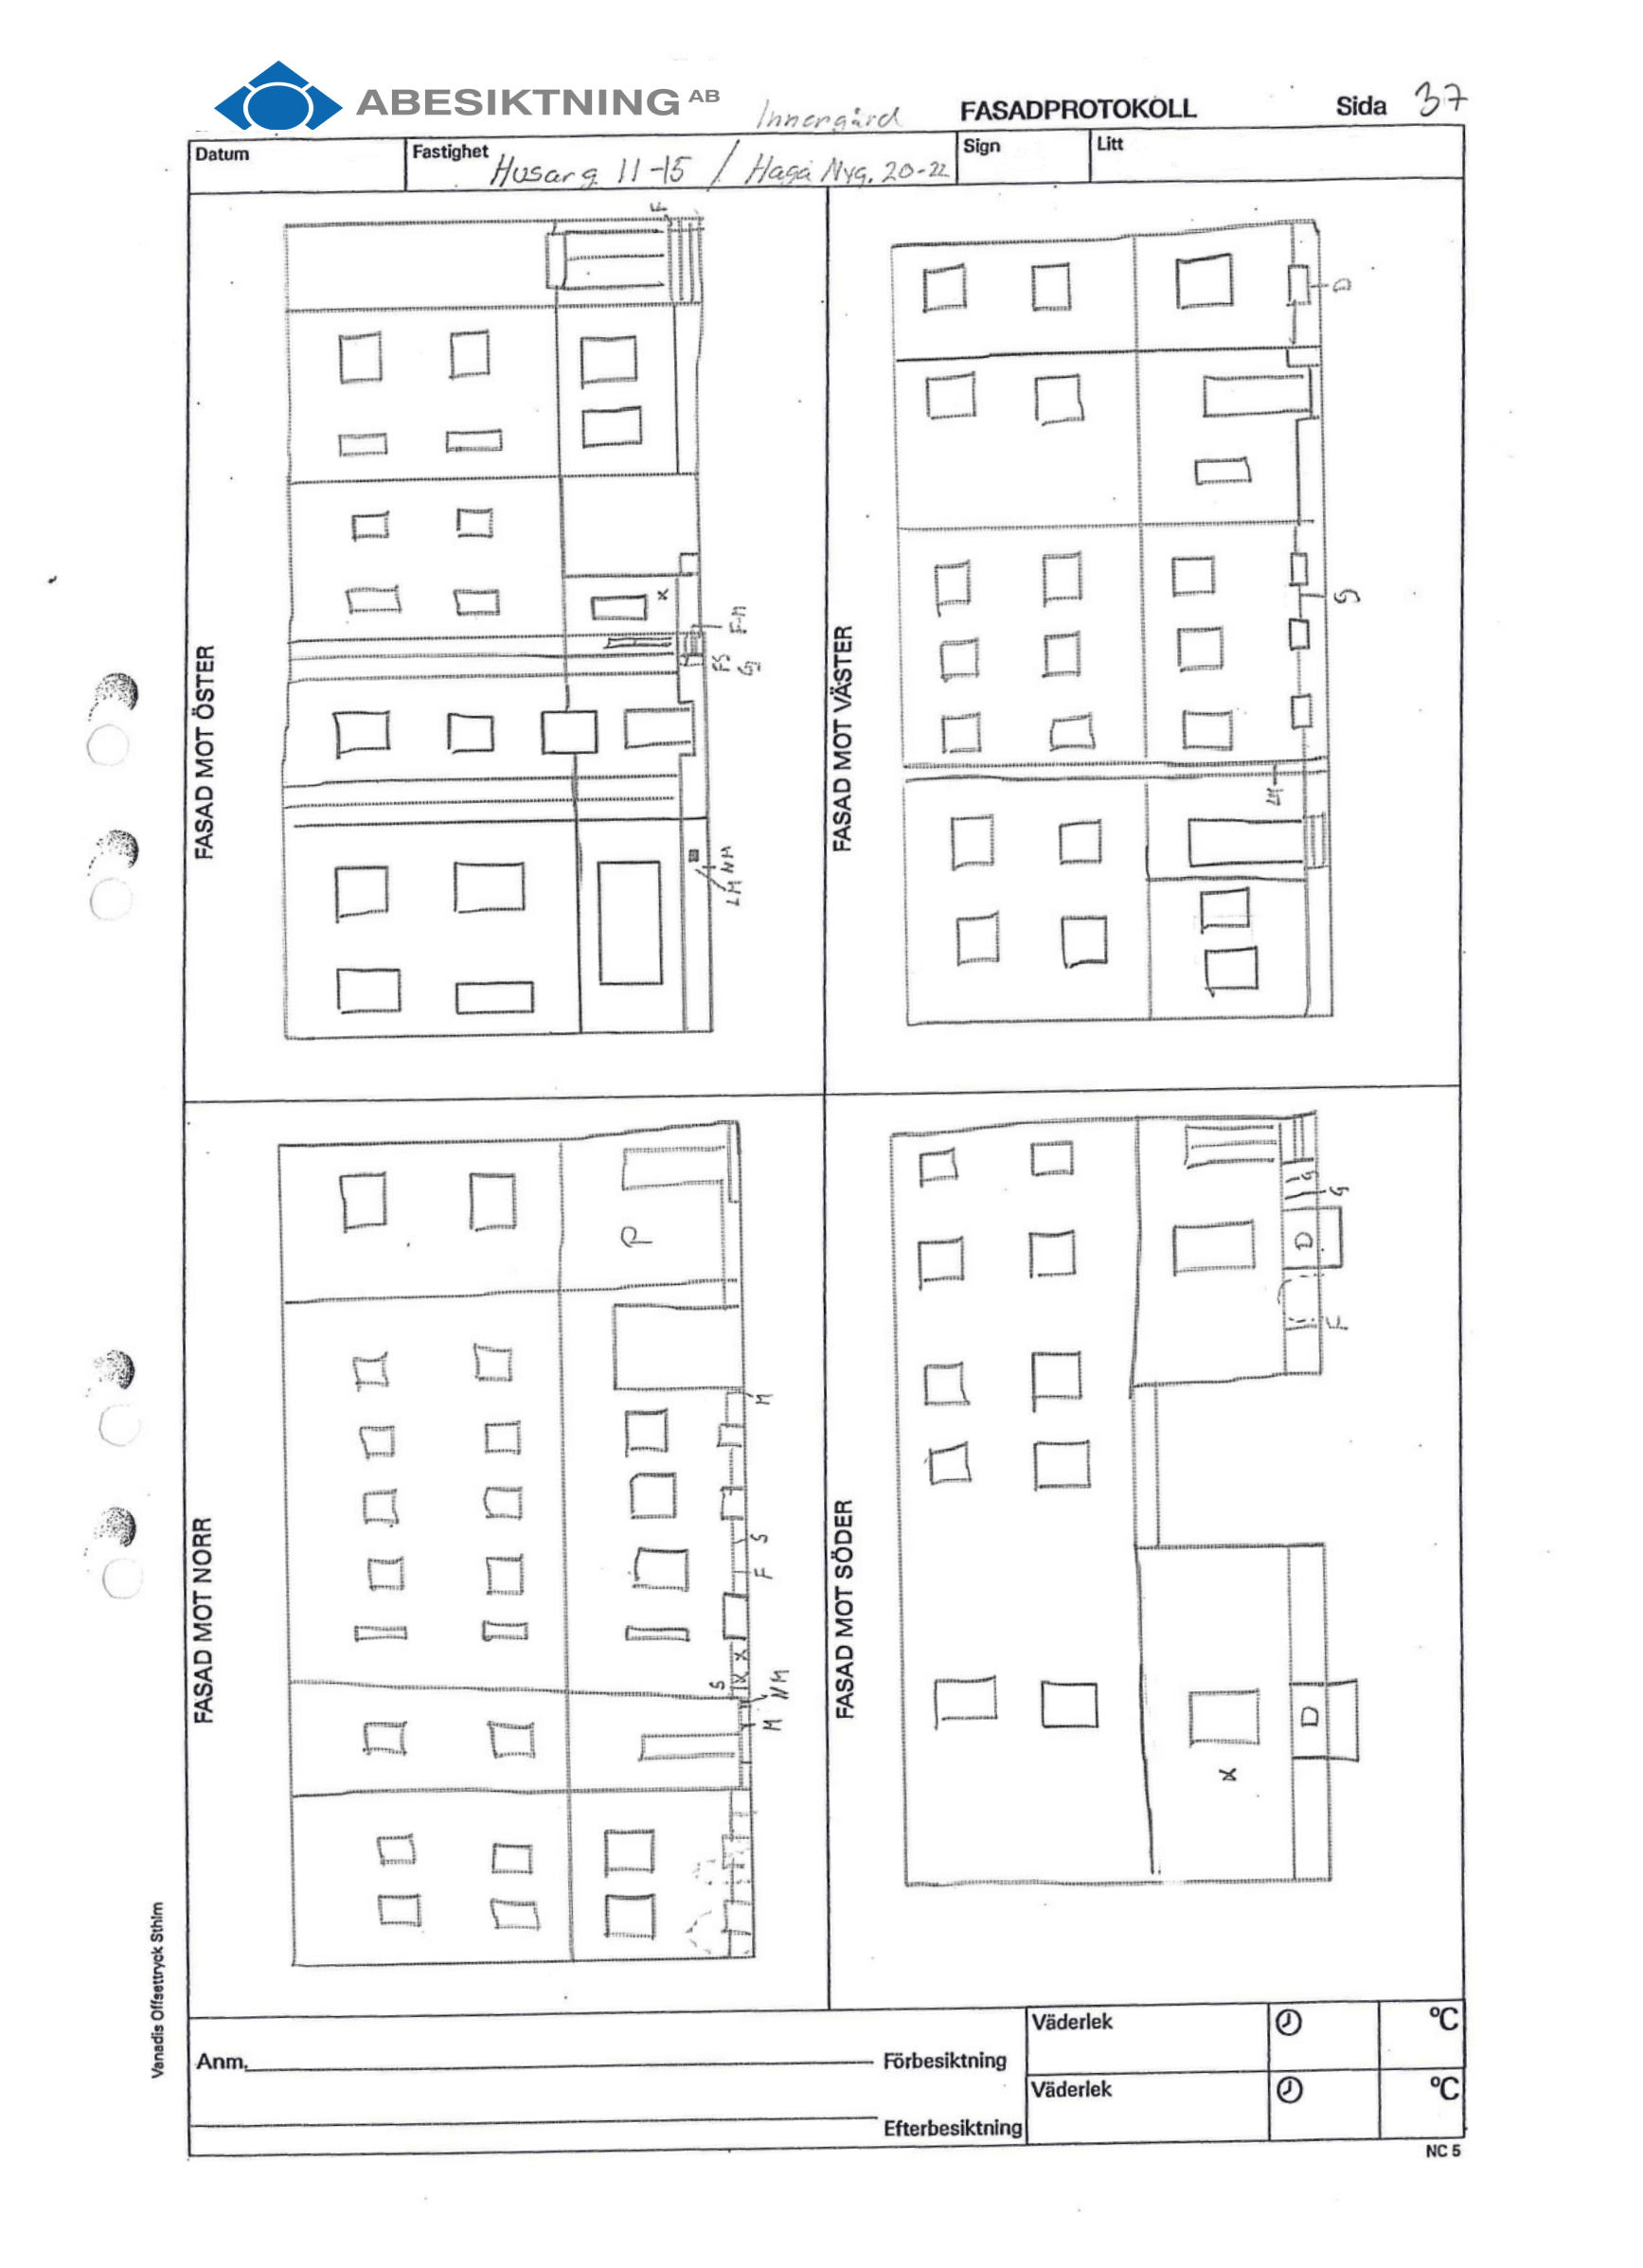 ABESIKTNING AB
Innergård FASADPROTOKOLL Sida 37
Datum Fastighet Husarg. 11-15 / Haga Nyg. 20-22 Sign Litt
FASAD MOT ÖSTER
F
X
F-M
FS
G
NM
LM
FASAD MOT VÄSTER
D
G
LM
FASAD MOT NORR
P
M
S
F
X X
S
NM
M
FASAD MOT SÖDER
G
D
F
D
X
Vanadis Offsettryck Sthlm
Anm. Förbesiktning Väderlek °C
Efterbesiktning Väderlek °C
NC 5